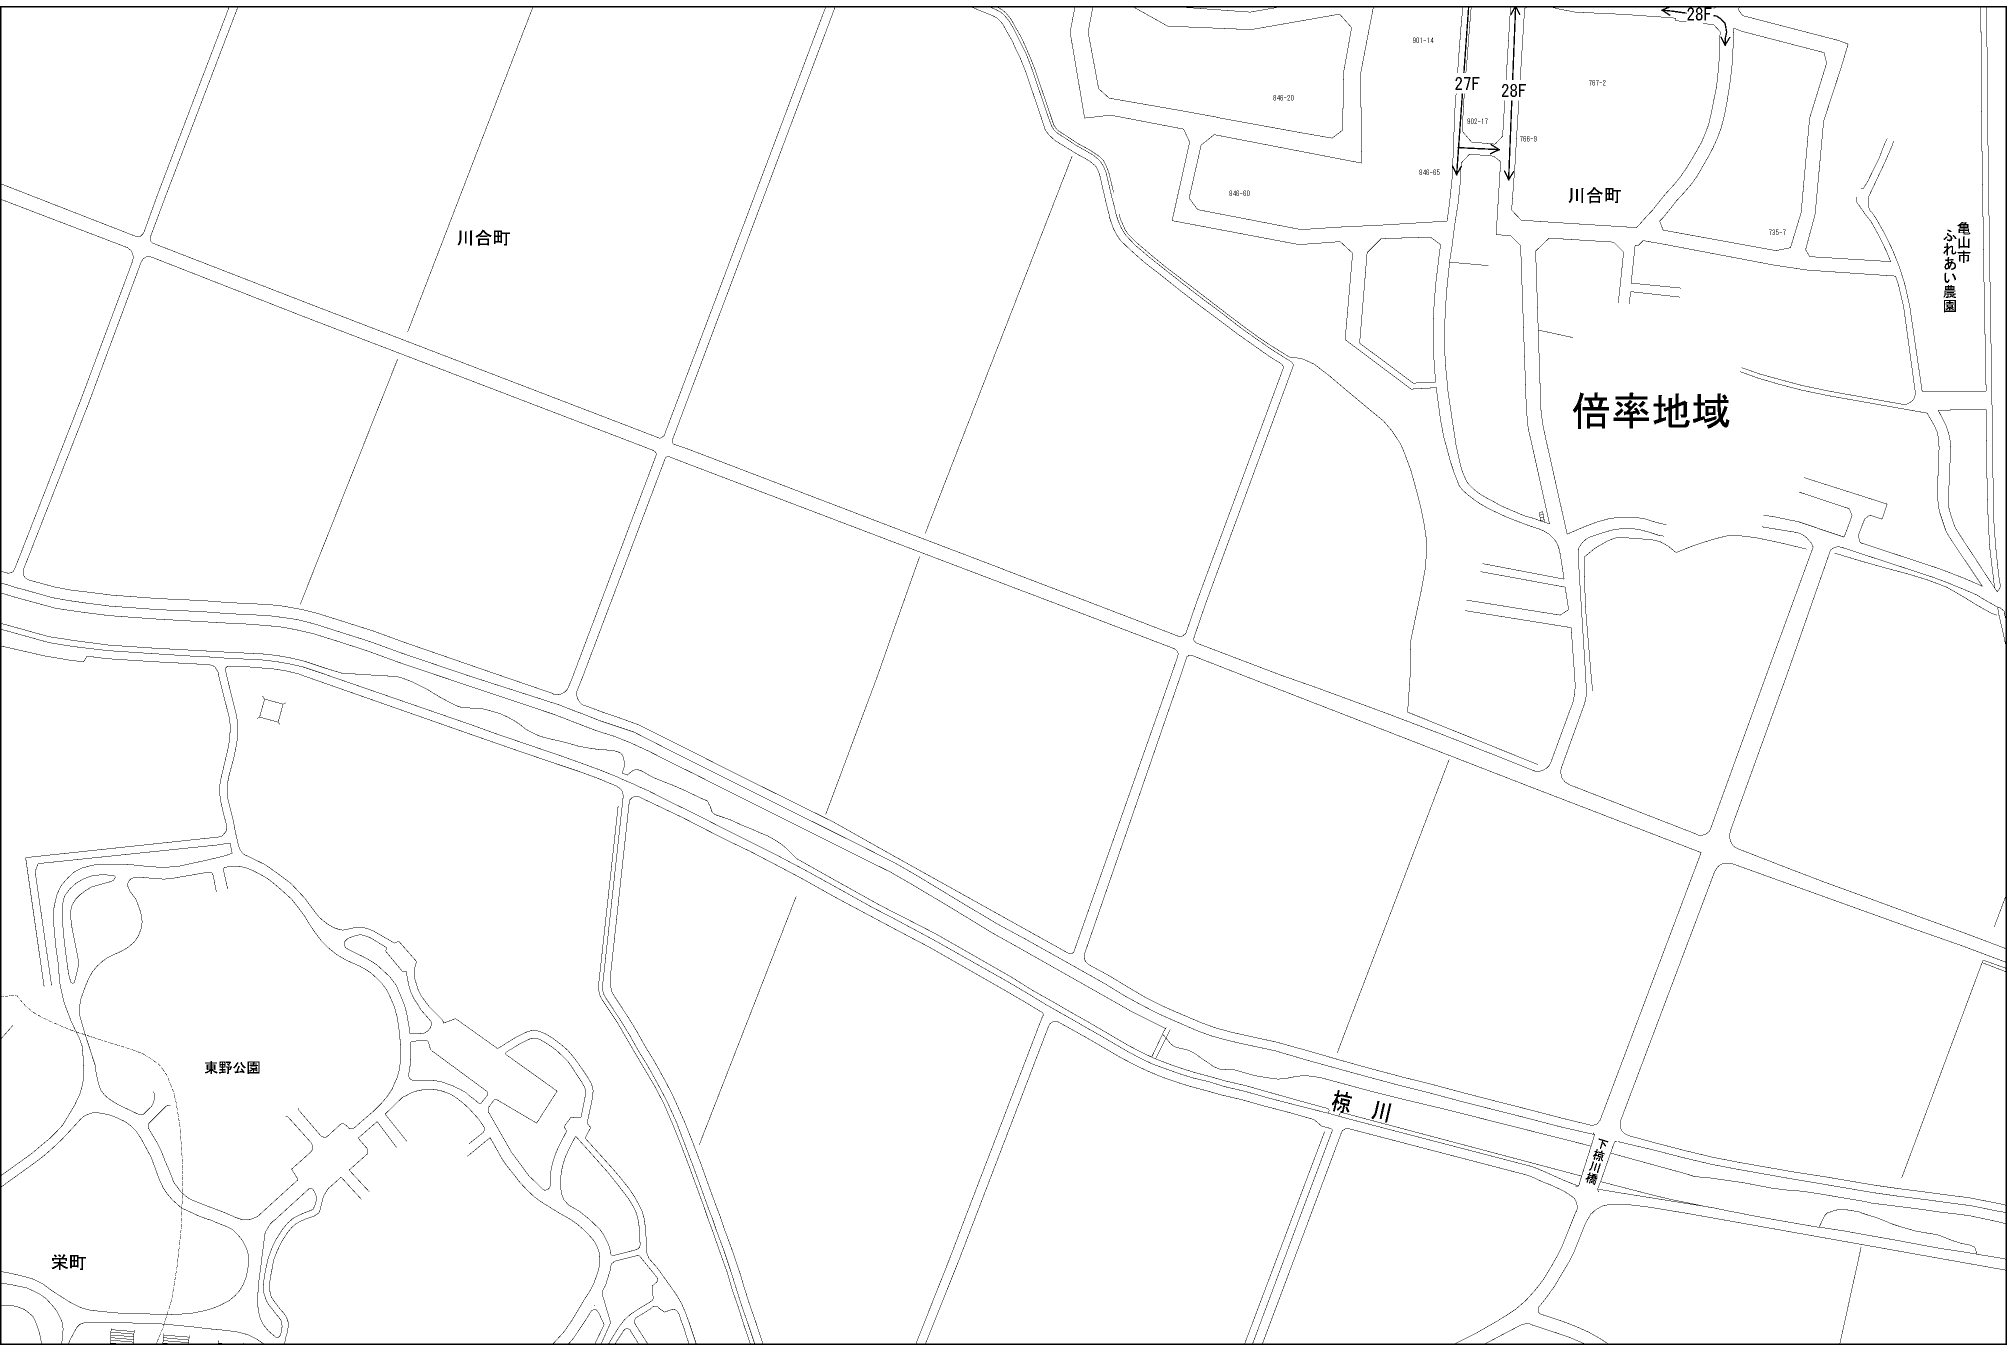 28F
901-14
27F
28F
767-2
846-20
902-17
766-9
846-65
846-60
川合町
735-7
川合町
亀山市
ふれあい農園
倍率地域
東野公園
椋川
下椋川橋
栄町